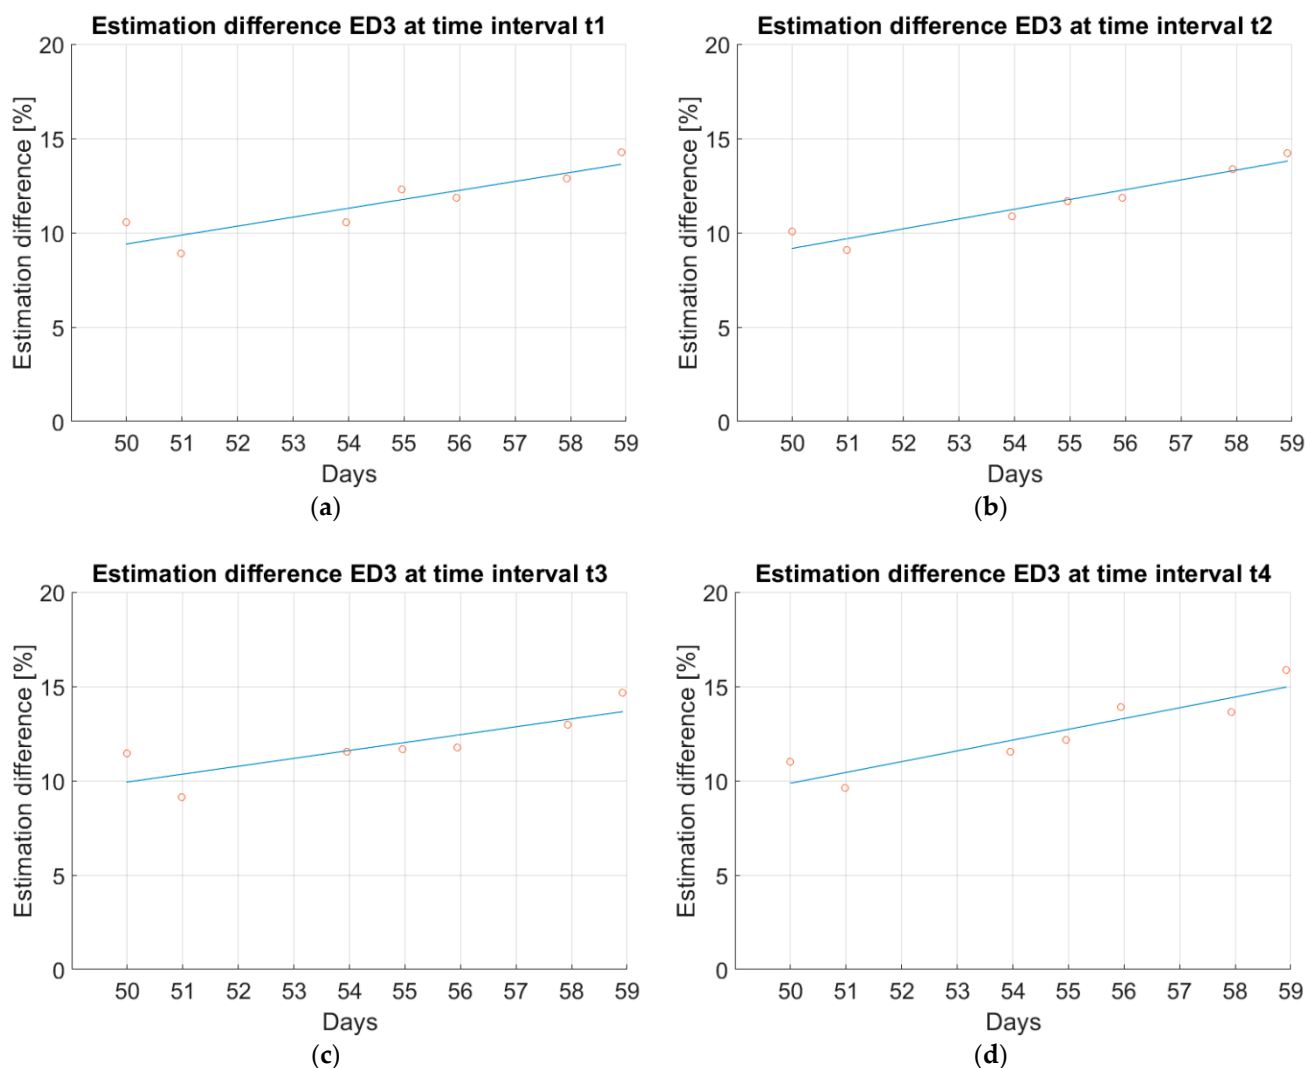 Estimation difference ED3 at time interval t1
20
15
10
5
0
Estimation difference [%]
50 51 52 53 54 55 56 57 58 59
Days
(a)
Estimation difference ED3 at time interval t2
20
15
10
5
0
Estimation difference [%]
50 51 52 53 54 55 56 57 58 59
Days
(b)
Estimation difference ED3 at time interval t3
20
15
10
5
0
Estimation difference [%]
50 51 52 53 54 55 56 57 58 59
Days
(c)
Estimation difference ED3 at time interval t4
20
15
10
5
0
Estimation difference [%]
50 51 52 53 54 55 56 57 58 59
Days
(d)